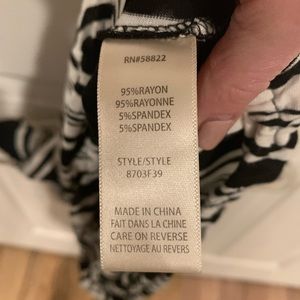 RN#58822
95%RAYON
95%RAYONNE
5%SPANDEX
5%SPANDEX
STYLE/STYLE
8703F39
MADE IN CHINA
FAIT DANS LA CHINE
CARE ON REVERSE
NETTOYAGE AU REVERS